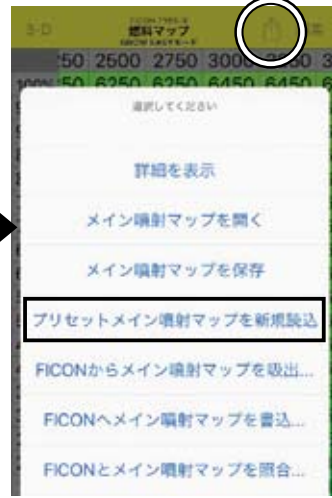 3-D
燃料マップ
:50 2500 2750 3000
100% :50 6250 6250 6450 6450 6
選択してください
詳細を表示
メイン噴射マップを開く
メイン噴射マップを保存
プリセットメイン噴射マップを新規読込
FICONからメイン噴射マップを吸出...
FICONへメイン噴射マップを書込...
FICONとメイン噴射マップを照合...